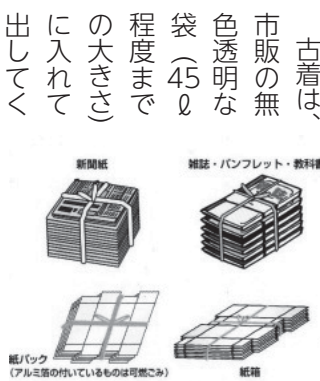 古着は、
市販の無
色透明な
袋（45ℓ
程度まで
の大きさ）
に入れて
出してく
新聞紙
雑誌・パンフレット・教科書
紙パック
（アルミ箔の付いているものは可燃ごみ）
紙箱